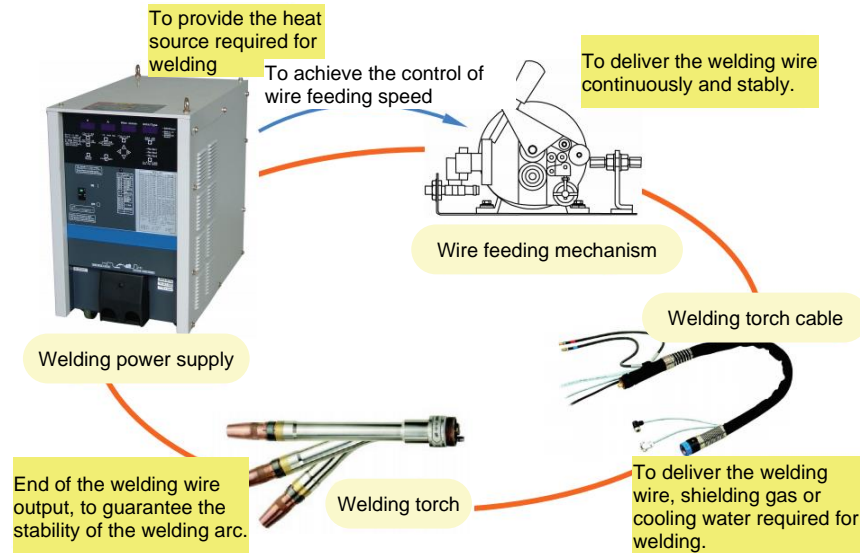 To provide the heat
source required for
welding
To achieve the control of
wire feeding speed
To deliver the welding wire
continuously and stably.
Wire feeding mechanism
Welding torch cable
Welding power supply
End of the welding wire
output, to guarantee the
stability of the welding arc.
Welding torch
To deliver the welding
wire, shielding gas or
cooling water required for
welding.